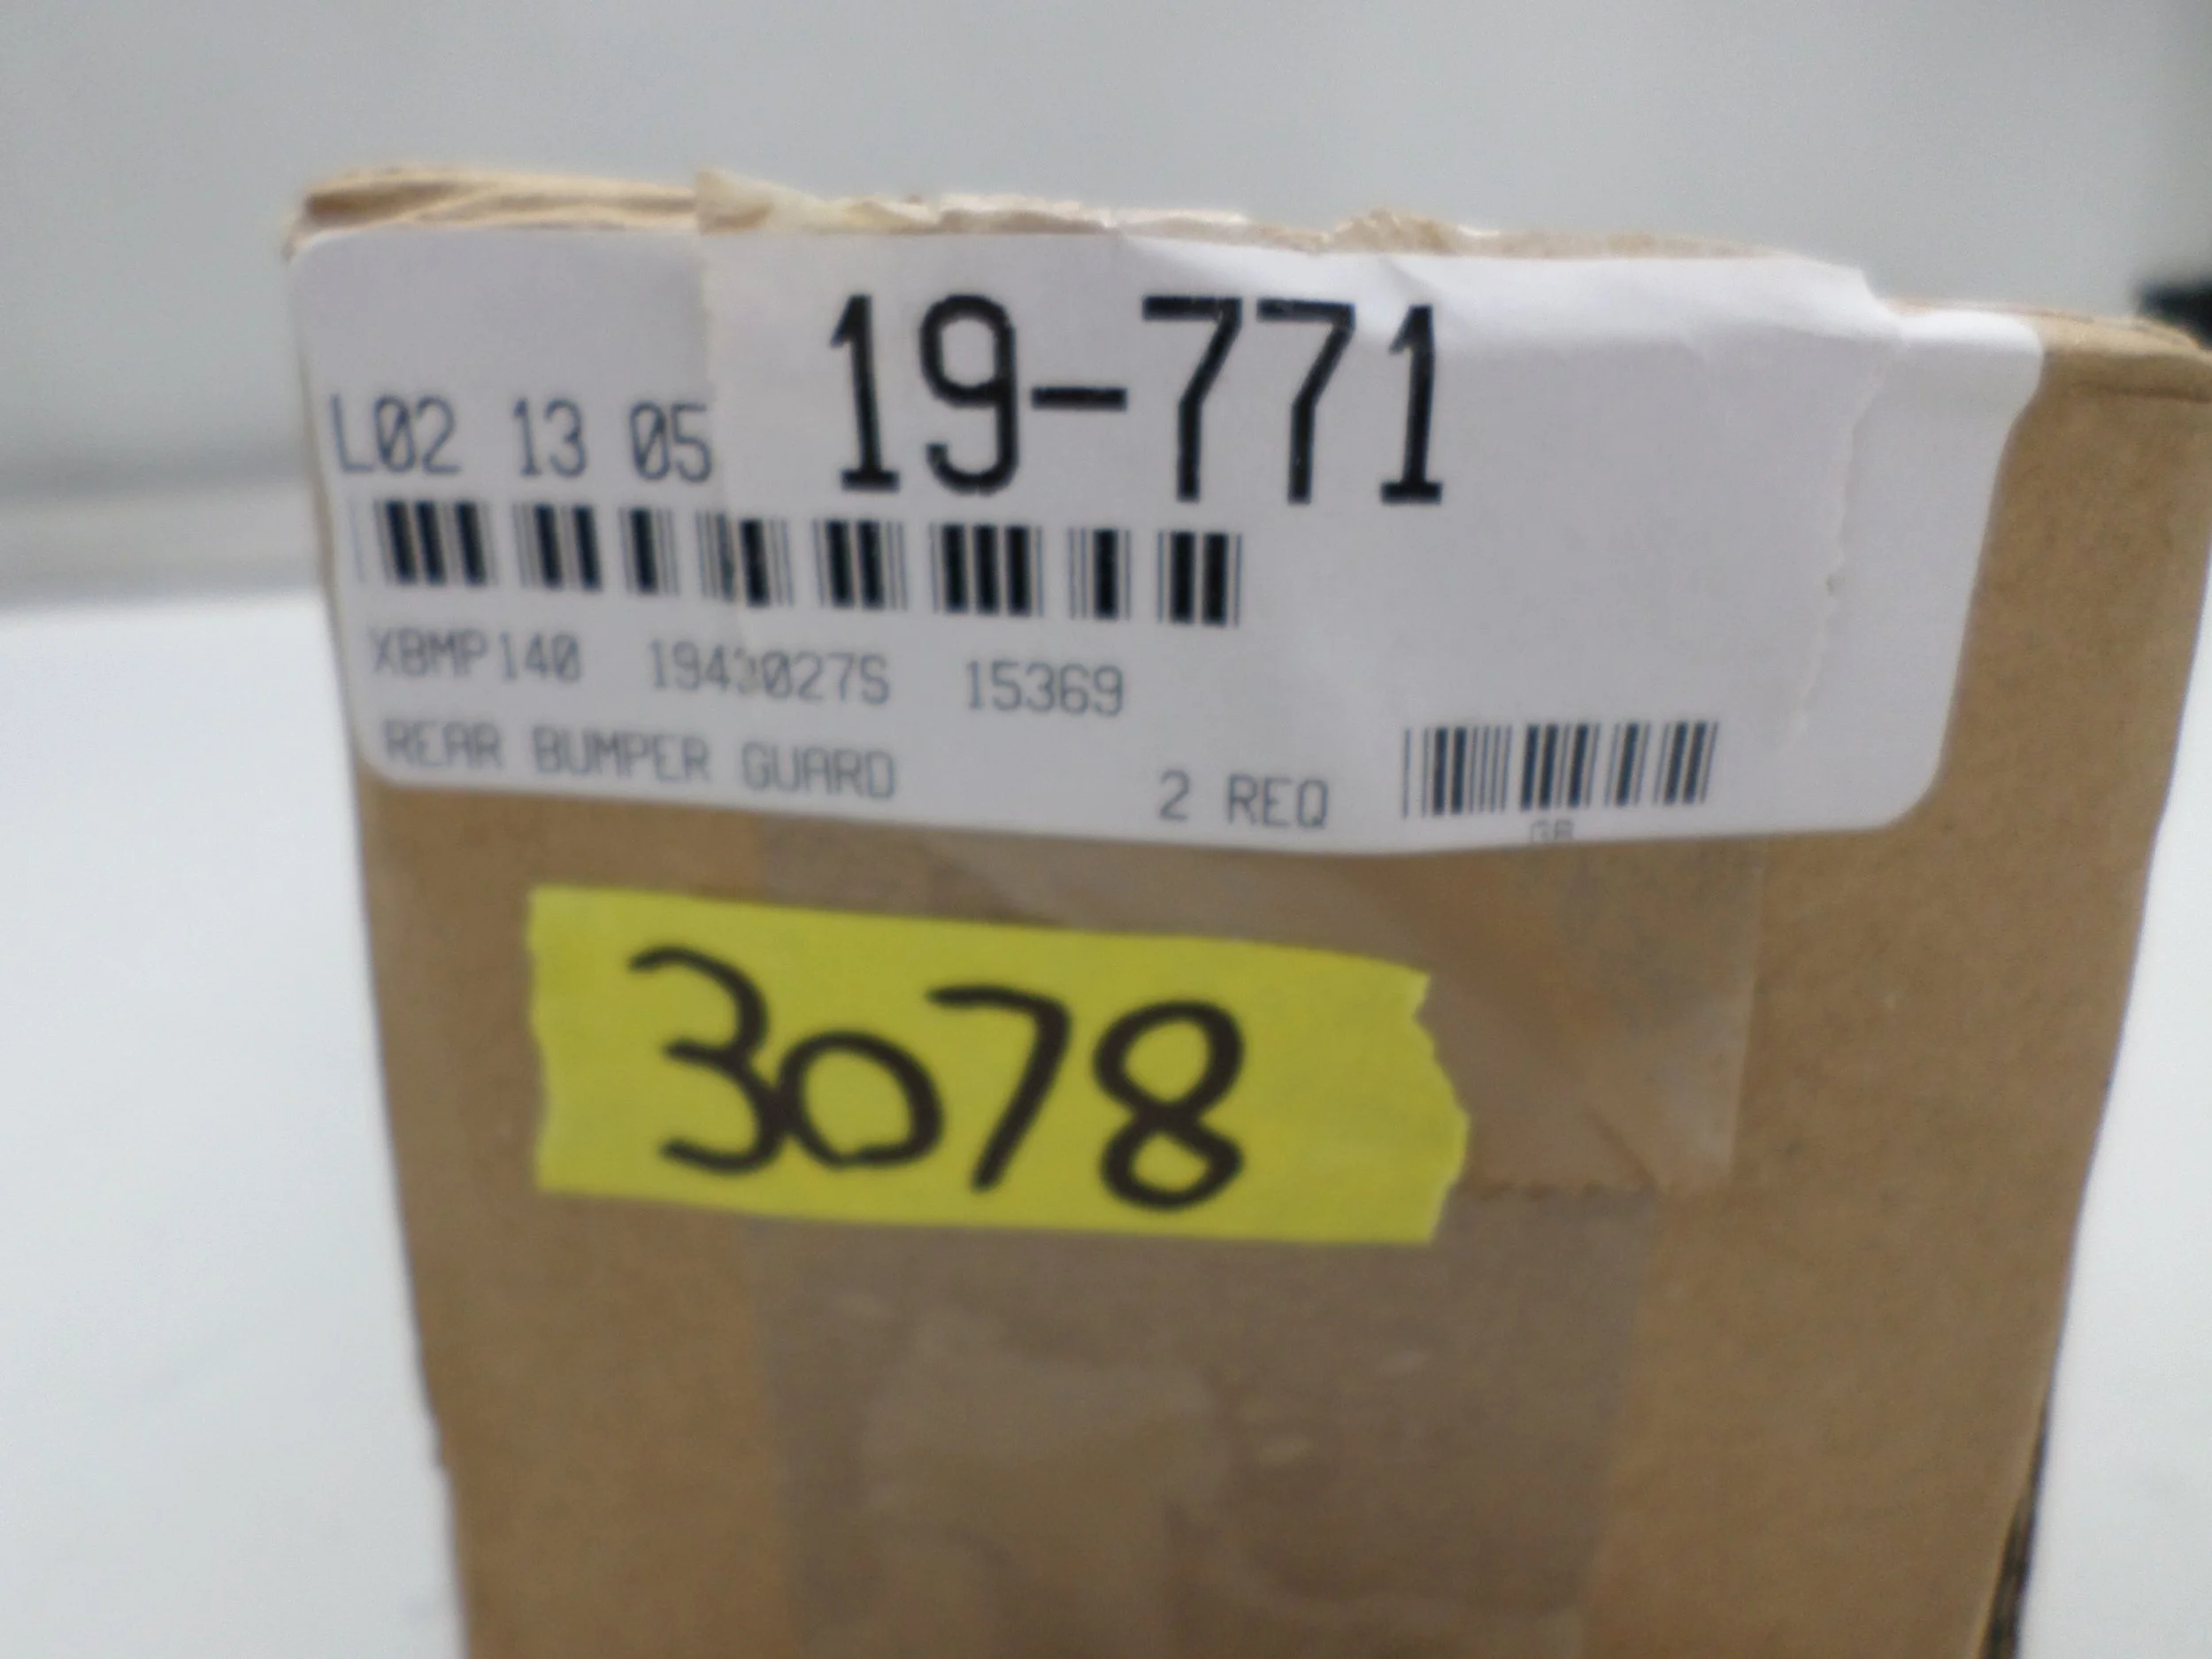 19-771
L02 13 05
XBMP140 1943027S 15369
REAR BUMPER GUARD 2 REQ
3078